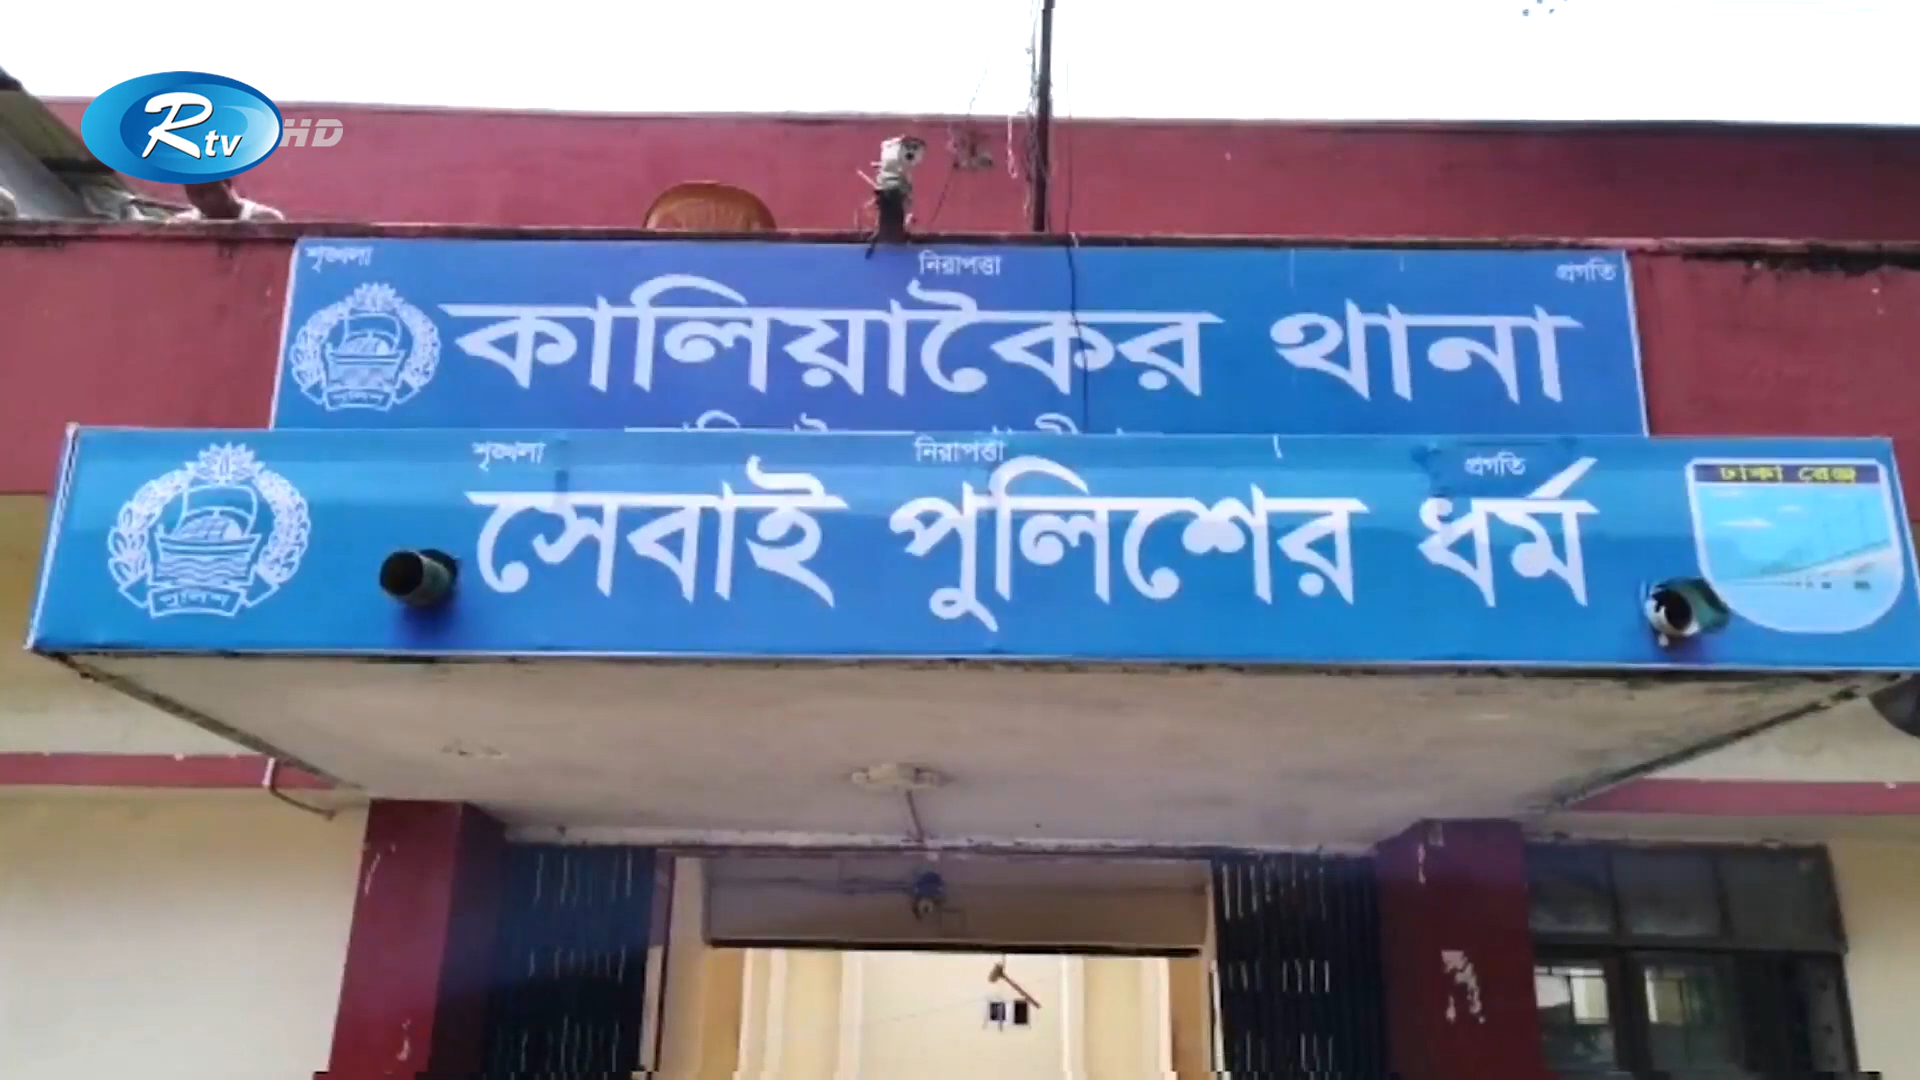 Rtv HD
শৃঙ্খলা নিরাপত্তা প্রগতি
কালিয়াকৈর থানা
শৃঙ্খলা নিরাপত্তা প্রগতি
সেবাই পুলিশের ধর্ম
পুলিশ
ঢাকা রেঞ্জ